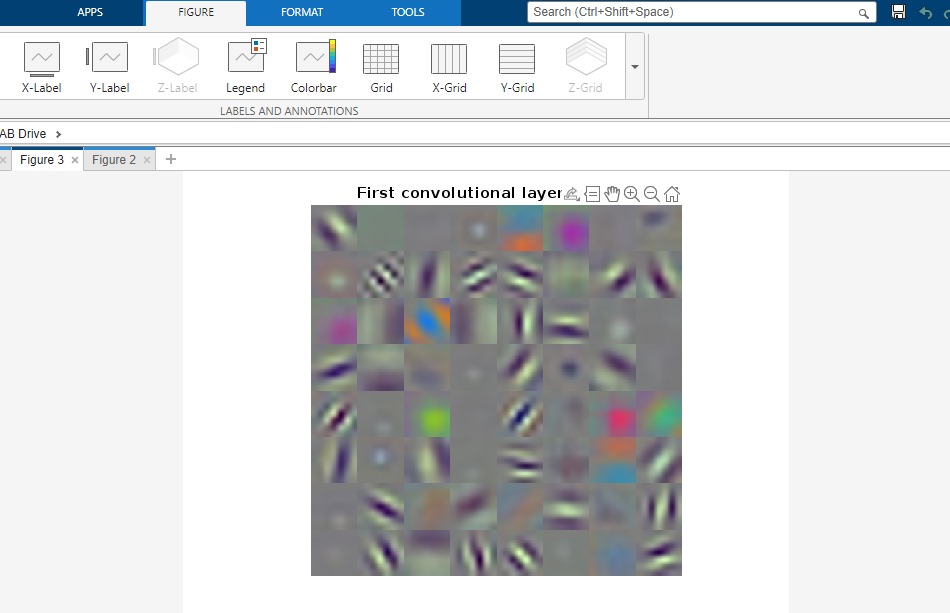 APPS FIGURE FORMAT TOOLS Search (Ctrl+Shift+Space)
X-Label Y-Label Z-Label Legend Colorbar Grid X-Grid Y-Grid Z-Grid
LABELS AND ANNOTATIONS
AB Drive
Figure 3 Figure 2
First convolutional layer